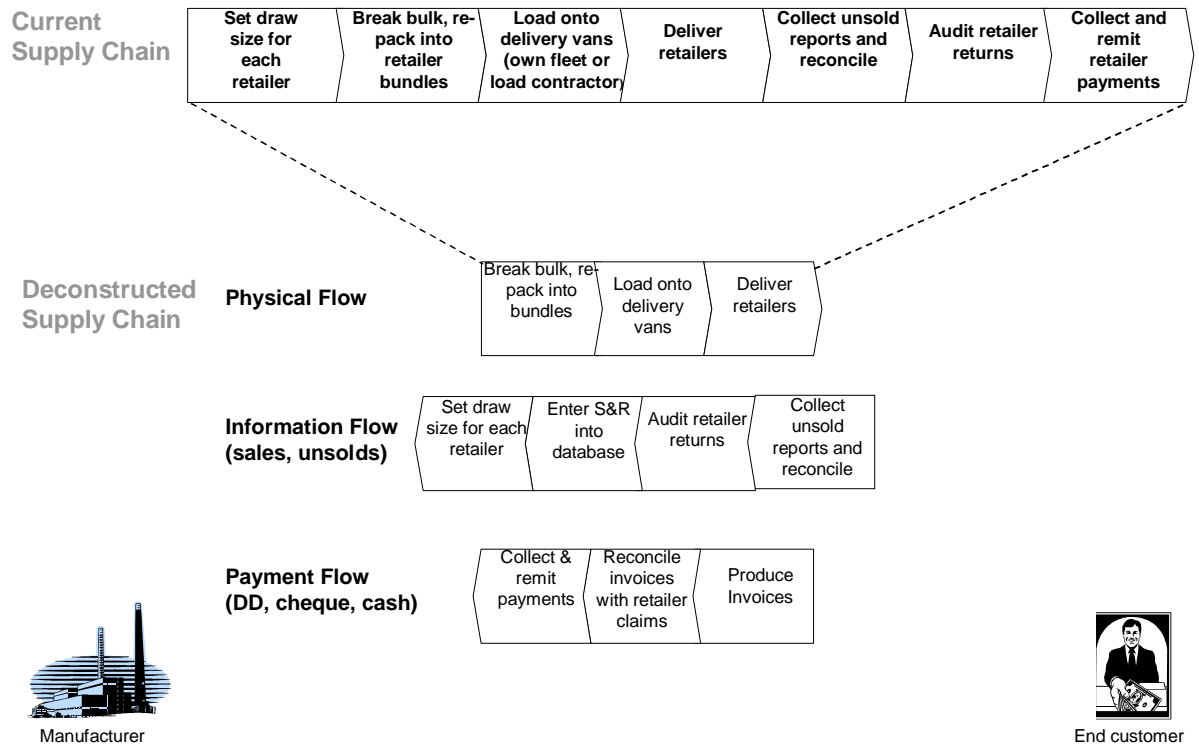 Current
Supply Chain
Set draw
size for
each
retailer
Break bulk, re-
pack into
retailer
bundles
Load onto
delivery vans
(own fleet or
load contractor)
Deliver
retailers
Collect unsold
reports and
reconcile
Audit retailer
returns
Collect and
remit
retailer
payments
Deconstructed
Supply Chain
Physical Flow
Break bulk, re-
pack into
bundles
Load onto
delivery
vans
Deliver
retailers
Information Flow
(sales, unsolds)
Set draw
size for each
retailer
Enter S&R
into
database
Audit retailer
returns
Collect
unsold
reports and
reconcile
Payment Flow
(DD, cheque, cash)
Collect &
remit
payments
Reconcile
invoices
with retailer
claims
Produce
Invoices
Manufacturer
End customer